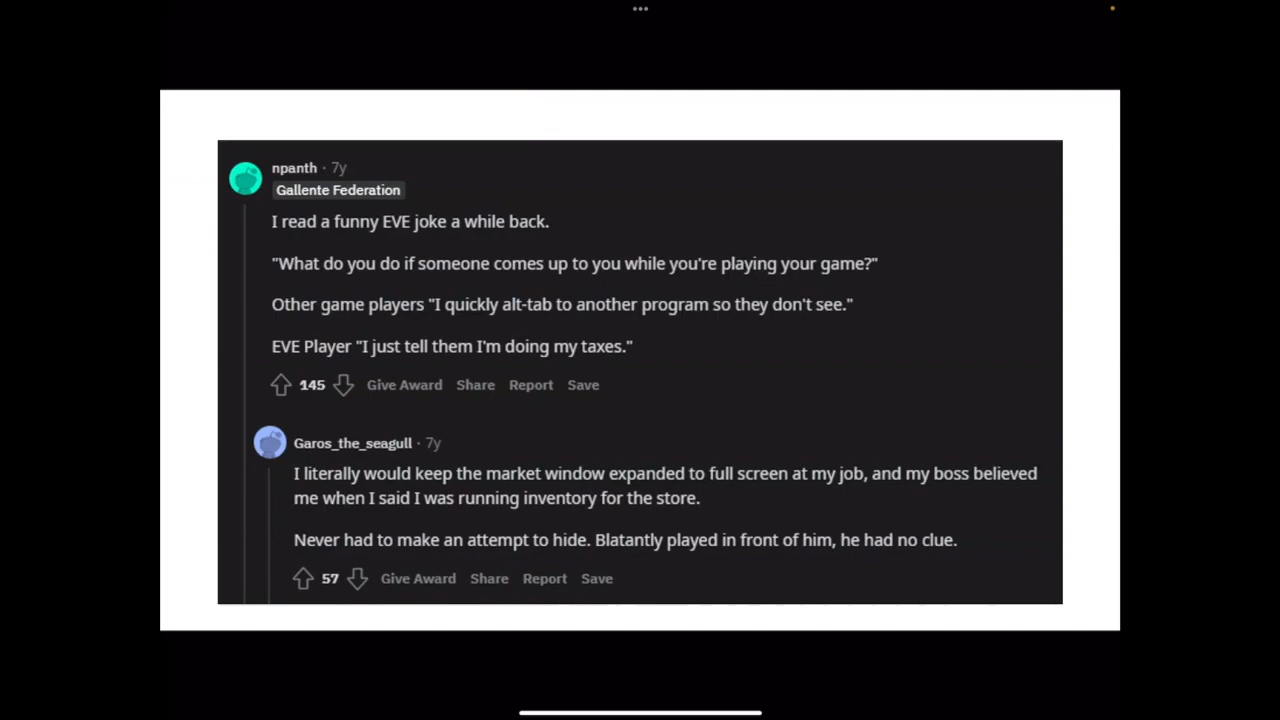 npanth · 7y
Gallente Federation
I read a funny EVE joke a while back.
"What do you do if someone comes up to you while you're playing your game?"
Other game players "I quickly alt-tab to another program so they don't see."
EVE Player "I just tell them I'm doing my taxes."
145 Give Award Share Report Save
Garos_the_seagull · 7y
I literally would keep the market window expanded to full screen at my job, and my boss believed
me when I said I was running inventory for the store.
Never had to make an attempt to hide. Blatantly played in front of him, he had no clue.
57 Give Award Share Report Save